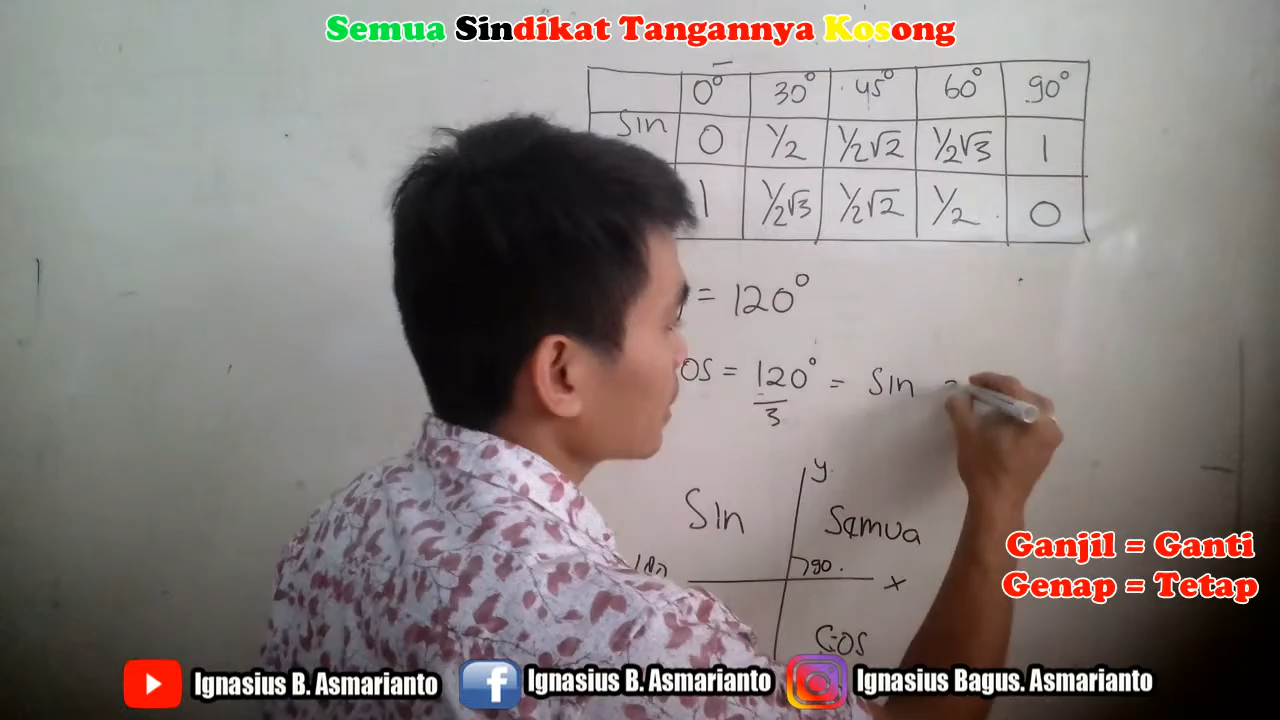 Semua Sindikat Tangannya Kosong
0° 30° 45° 60° 90°
Sin 0 1/2 1/2√2 1/2√3 1
1 1/2√3 1/2√2 1/2 0
= 120°
os = 120° = Sin
3
y
Sin Semua
180 90 x
Cos
Ganjil = Ganti
Genap = Tetap
Ignasius B. Asmarianto Ignasius B. Asmarianto Ignasius Bagus. Asmarianto